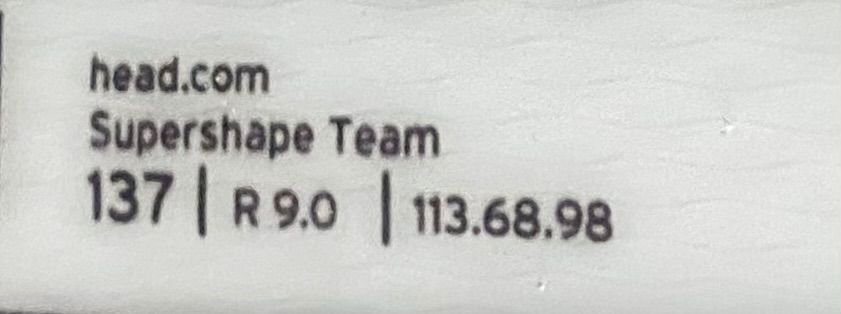 head.com
Supershape Team
137 | R 9.0 | 113.68.98